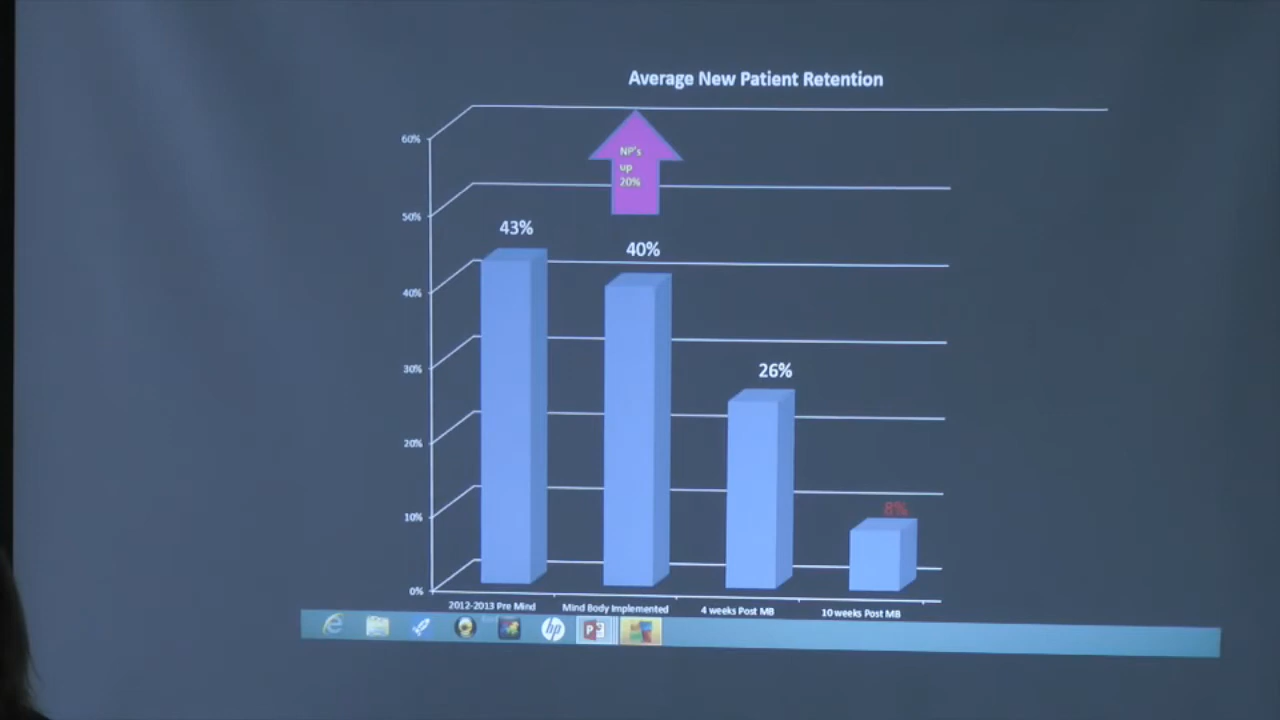 Average New Patient Retention
60%
50%
40%
30%
20%
10%
0%
NP's
up
20%
43%
40%
26%
8%
2012-2013 Pre Mind
Mind Body Implemented
4 weeks Post MB
10 weeks Post MB
hp
P